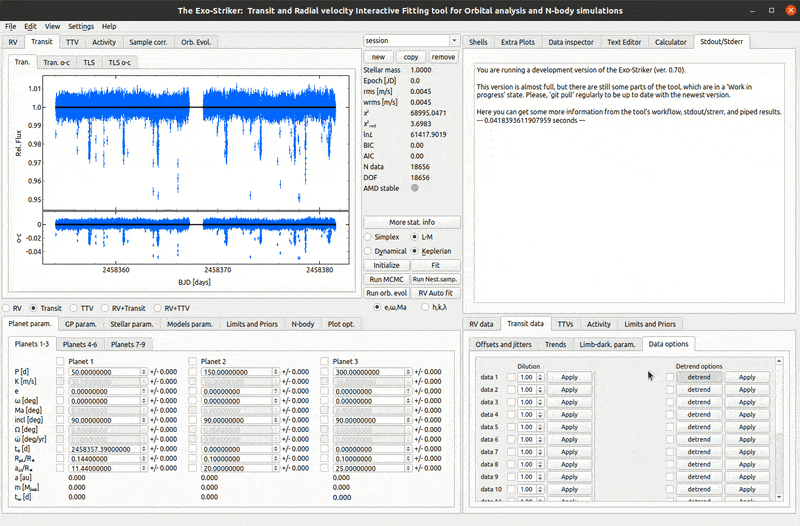 The Exo-Striker: Transit and Radial velocity Interactive Fitting tool for Orbital analysis and N-body simulations
File Edit View Settings Help
RV Transit TTV Activity Sample corr. Orb. Evol.
Tran. Tran. o-c TLS TLS o-c
1.01
1.00
0.99
0.98
0.97
0.96
0.95
Rel. Flux
0
-0.02
-0.04
o-c
2458360 2458370 2458380
BJD [days]
session
new copy remove
Stellar mass 1.0000
Epoch [JD] 0.0
rms [m/s] 0.0045
wrms [m/s] 0.0045
χ² 68995.0471
χ²red 3.6983
lnL 61417.9019
BIC 0.00
AIC 0.00
N data 18656
DOF 18656
AMD stable
More stat. info
Simplex L-M
Dynamical Keplerian
Initialize Fit
Run MCMC Run Nest.samp.
Run orb. evol RV Auto fit
e,ω,Ma h,k,λ
Shells Extra Plots Data inspector Text Editor Calculator Stdout/Stderr
You are running a development version of the Exo-Striker (ver. 0.70).
This version is almost full, but there are still some parts of the tool, which are in a 'Work in
progress' state. Please, 'git pull' regularly to be up to date with the newest version.
Here you can get some more information from the tool's workflow, stdout/strerr, and piped results.
--- 0.0418393611907959 seconds ---
RV Transit TTV RV+Transit RV+TTV
Planet param. GP param. Stellar param. Models param. Limits and Priors N-body Plot opt.
Planets 1-3 Planets 4-6 Planets 7-9
Planet 1 Planet 2 Planet 3
P [d] 50.00000000 +/- 0.000 150.00000000 +/- 0.000 300.00000000 +/- 0.000
K [m/s] +/- 0.000 +/- 0.000 +/- 0.000
e 0.00000000 +/- 0.000 0.00000000 +/- 0.000 0.00000000 +/- 0.000
ω [deg] 0.00000000 +/- 0.000 0.00000000 +/- 0.000 0.00000000 +/- 0.000
Ma [deg] +/- 0.000 +/- 0.000 +/- 0.000
incl [deg] 90.00000000 +/- 0.000 90.00000000 +/- 0.000 90.00000000 +/- 0.000
Ω [deg] +/- 0.000 +/- 0.000 +/- 0.000
ω̇ [deg/yr] +/- 0.000 +/- 0.000 +/- 0.000
t₀ [d] 2458357.39000000 +/- 0.000 0.00000000 +/- 0.000 0.00000000 +/- 0.000
Rpl/R★ 0.14400000 +/- 0.000 0.10000000 +/- 0.000 0.10000000 +/- 0.000
apl/R★ 11.44000000 +/- 0.000 20.00000000 +/- 0.000 25.00000000 +/- 0.000
a [au] 0.000 0.000 0.000
m [Mjup] 0.000 0.000 0.000
tω [d] 0.000 0.000 0.000
RV data Transit data TTVs Activity Limits and Priors
Offsets and jitters Trends Limb-dark. param. Data options
Dilution Detrend options
data 1 1.00 Apply detrend Apply
data 2 1.00 Apply detrend Apply
data 3 1.00 Apply detrend Apply
data 4 1.00 Apply detrend Apply
data 5 1.00 Apply detrend Apply
data 6 1.00 Apply detrend Apply
data 7 1.00 Apply detrend Apply
data 8 1.00 Apply detrend Apply
data 9 1.00 Apply detrend Apply
data 10 1.00 Apply detrend Apply